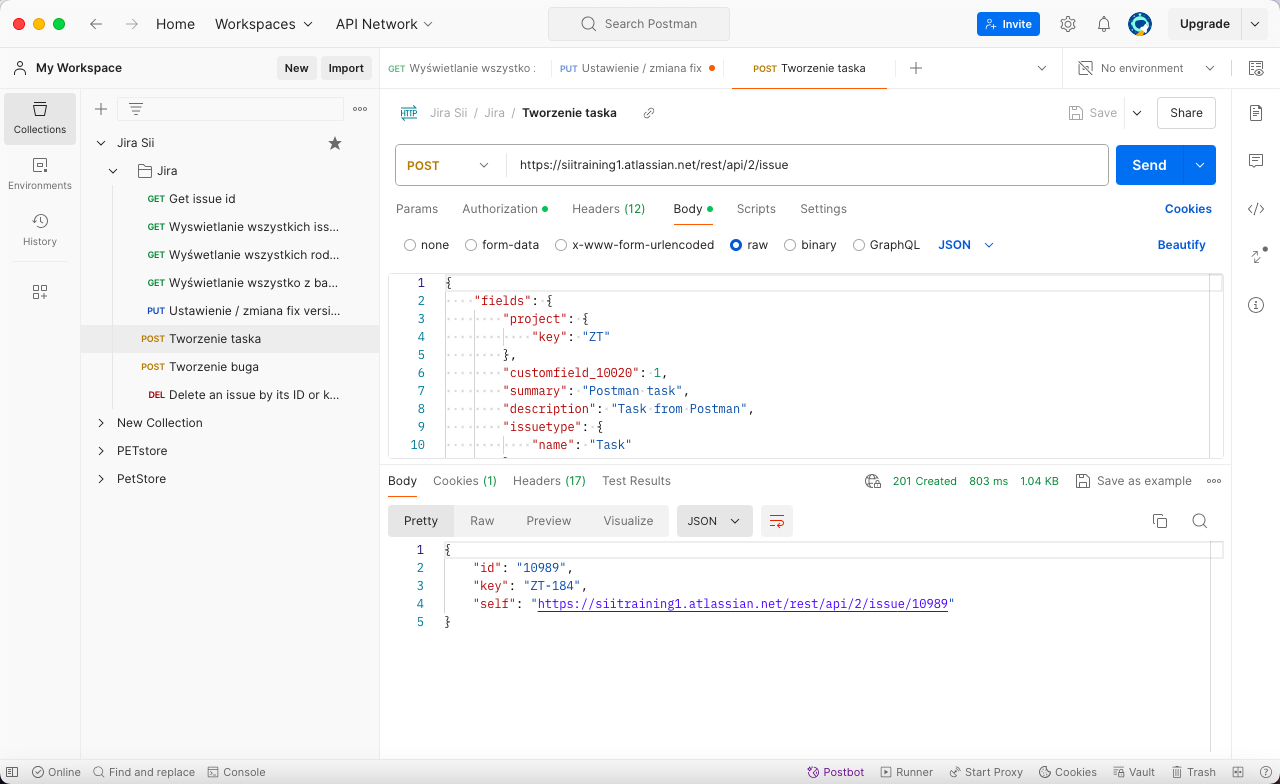 Home Workspaces API Network Search Postman Invite Upgrade
My Workspace New Import GET Wyświetlanie wszystko z PUT Ustawienie / zmiana fix POST Tworzenie taska No environment
Collections
Environments
History
Jira Sii
Jira
GET Get issue id
GET Wyswietlanie wszystkich iss...
GET Wyśwetlanie wszystkich rod...
GET Wyświetlanie wszystko z ba...
PUT Ustawienie / zmiana fix versi...
POST Tworzenie taska
POST Tworzenie buga
DEL Delete an issue by its ID or k...
New Collection
PETstore
PetStore
HTTP Jira Sii / Jira / Tworzenie taska Save Share
POST https://siitraining1.atlassian.net/rest/api/2/issue Send
Params Authorization Headers (12) Body Scripts Settings Cookies
none form-data x-www-form-urlencoded raw binary GraphQL JSON Beautify
1 {
2 "fields": {
3 "project": {
4 "key": "ZT"
5 },
6 "customfield_10020": 1,
7 "summary": "Postman task",
8 "description": "Task from Postman",
9 "issuetype": {
10 "name": "Task"
Body Cookies (1) Headers (17) Test Results 201 Created 803 ms 1.04 KB Save as example
Pretty Raw Preview Visualize JSON
1 {
2 "id": "10989",
3 "key": "ZT-184",
4 "self": "https://siitraining1.atlassian.net/rest/api/2/issue/10989"
5 }
Online Find and replace Console Postbot Runner Start Proxy Cookies Vault Trash